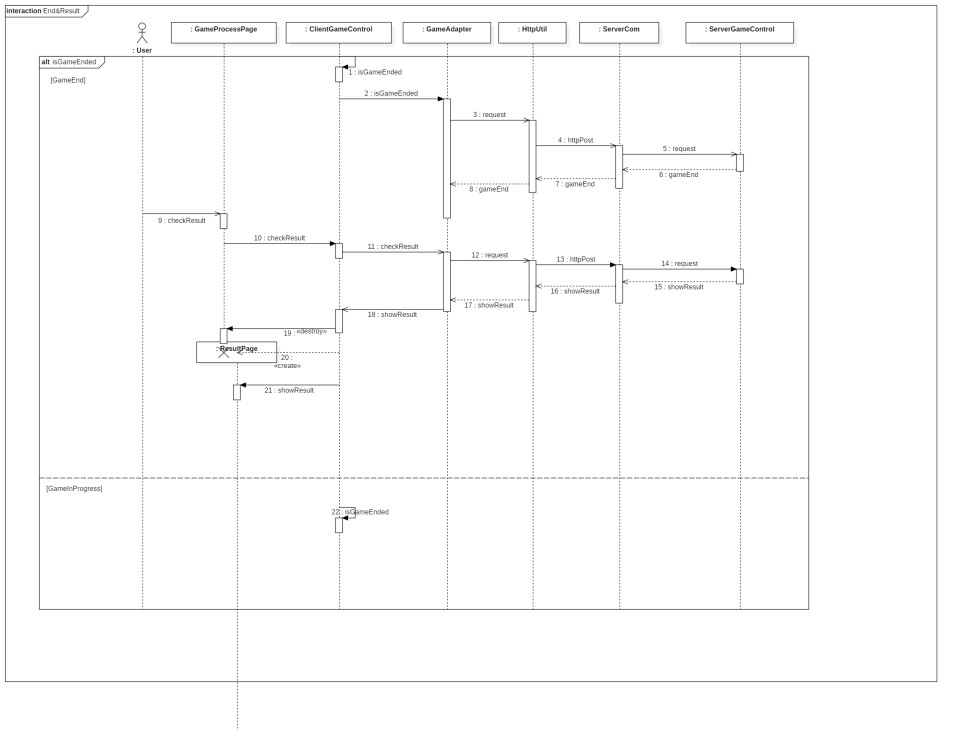 interaction End&Result
: GameProcessPage
: ClientGameControl
: GameAdapter
: HttpUtil
: ServerCom
: ServerGameControl
: User
alt isGameEnded
[GameEnd]
1 : isGameEnded
2 : isGameEnded
3 : request
4 : httpPost
5 : request
6 : gameEnd
7 : gameEnd
8 : gameEnd
9 : checkResult
10 : checkResult
11 : checkResult
12 : request
13 : httpPost
14 : request
15 : showResult
16 : showResult
17 : showResult
18 : showResult
19 : «destroy»
: ResultPage
20 :
«create»
21 : showResult
[GameInProgress]
22 : isGameEnded